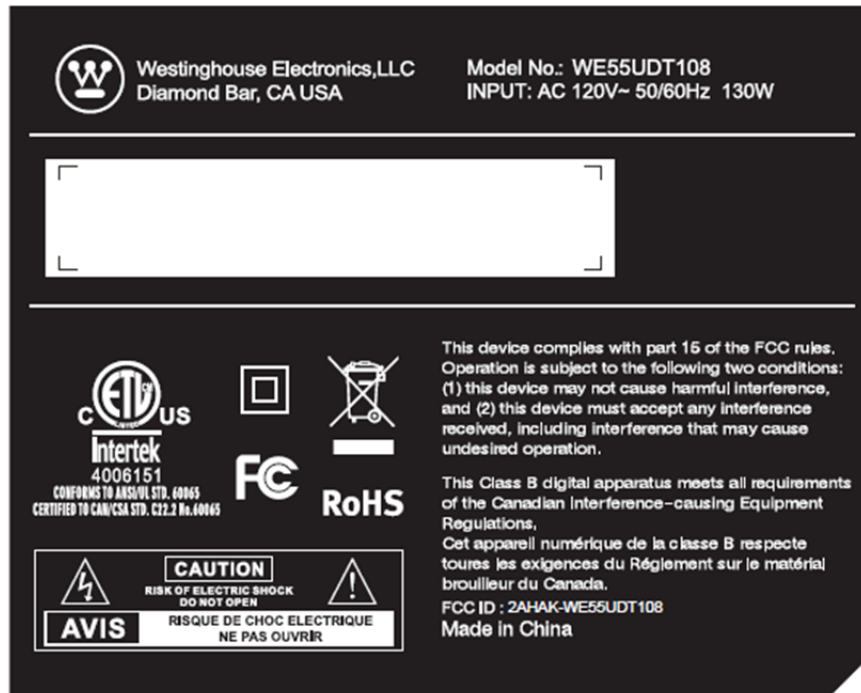 Westinghouse Electronics,LLC
Diamond Bar, CA USA
Model No.: WE55UDT108
INPUT: AC 120V~ 50/60Hz 130W
C ETL CM US
LISTED
Intertek
4006151
CONFORMS TO ANSI/UL STD. 60065
CERTIFIED TO CAN/CSA STD. C22.2 No.60065
FC
RoHS
CAUTION
RISK OF ELECTRIC SHOCK
DO NOT OPEN
AVIS
RISQUE DE CHOC ELECTRIQUE
NE PAS OUVRIR
This device complies with part 15 of the FCC rules.
Operation is subject to the following two conditions:
(1) this device may not cause harmful interference,
and (2) this device must accept any interference
received, including interference that may cause
undesired operation.
This Class B digital apparatus meets all requirements
of the Canadian Interference-causing Equipment
Regulations,
Cet appareil numérique de la classe B respecte
toures les exigences du Réglement sur le matérial
brouilleur du Canada.
FCC ID : 2AHAK-WE55UDT108
Made in China